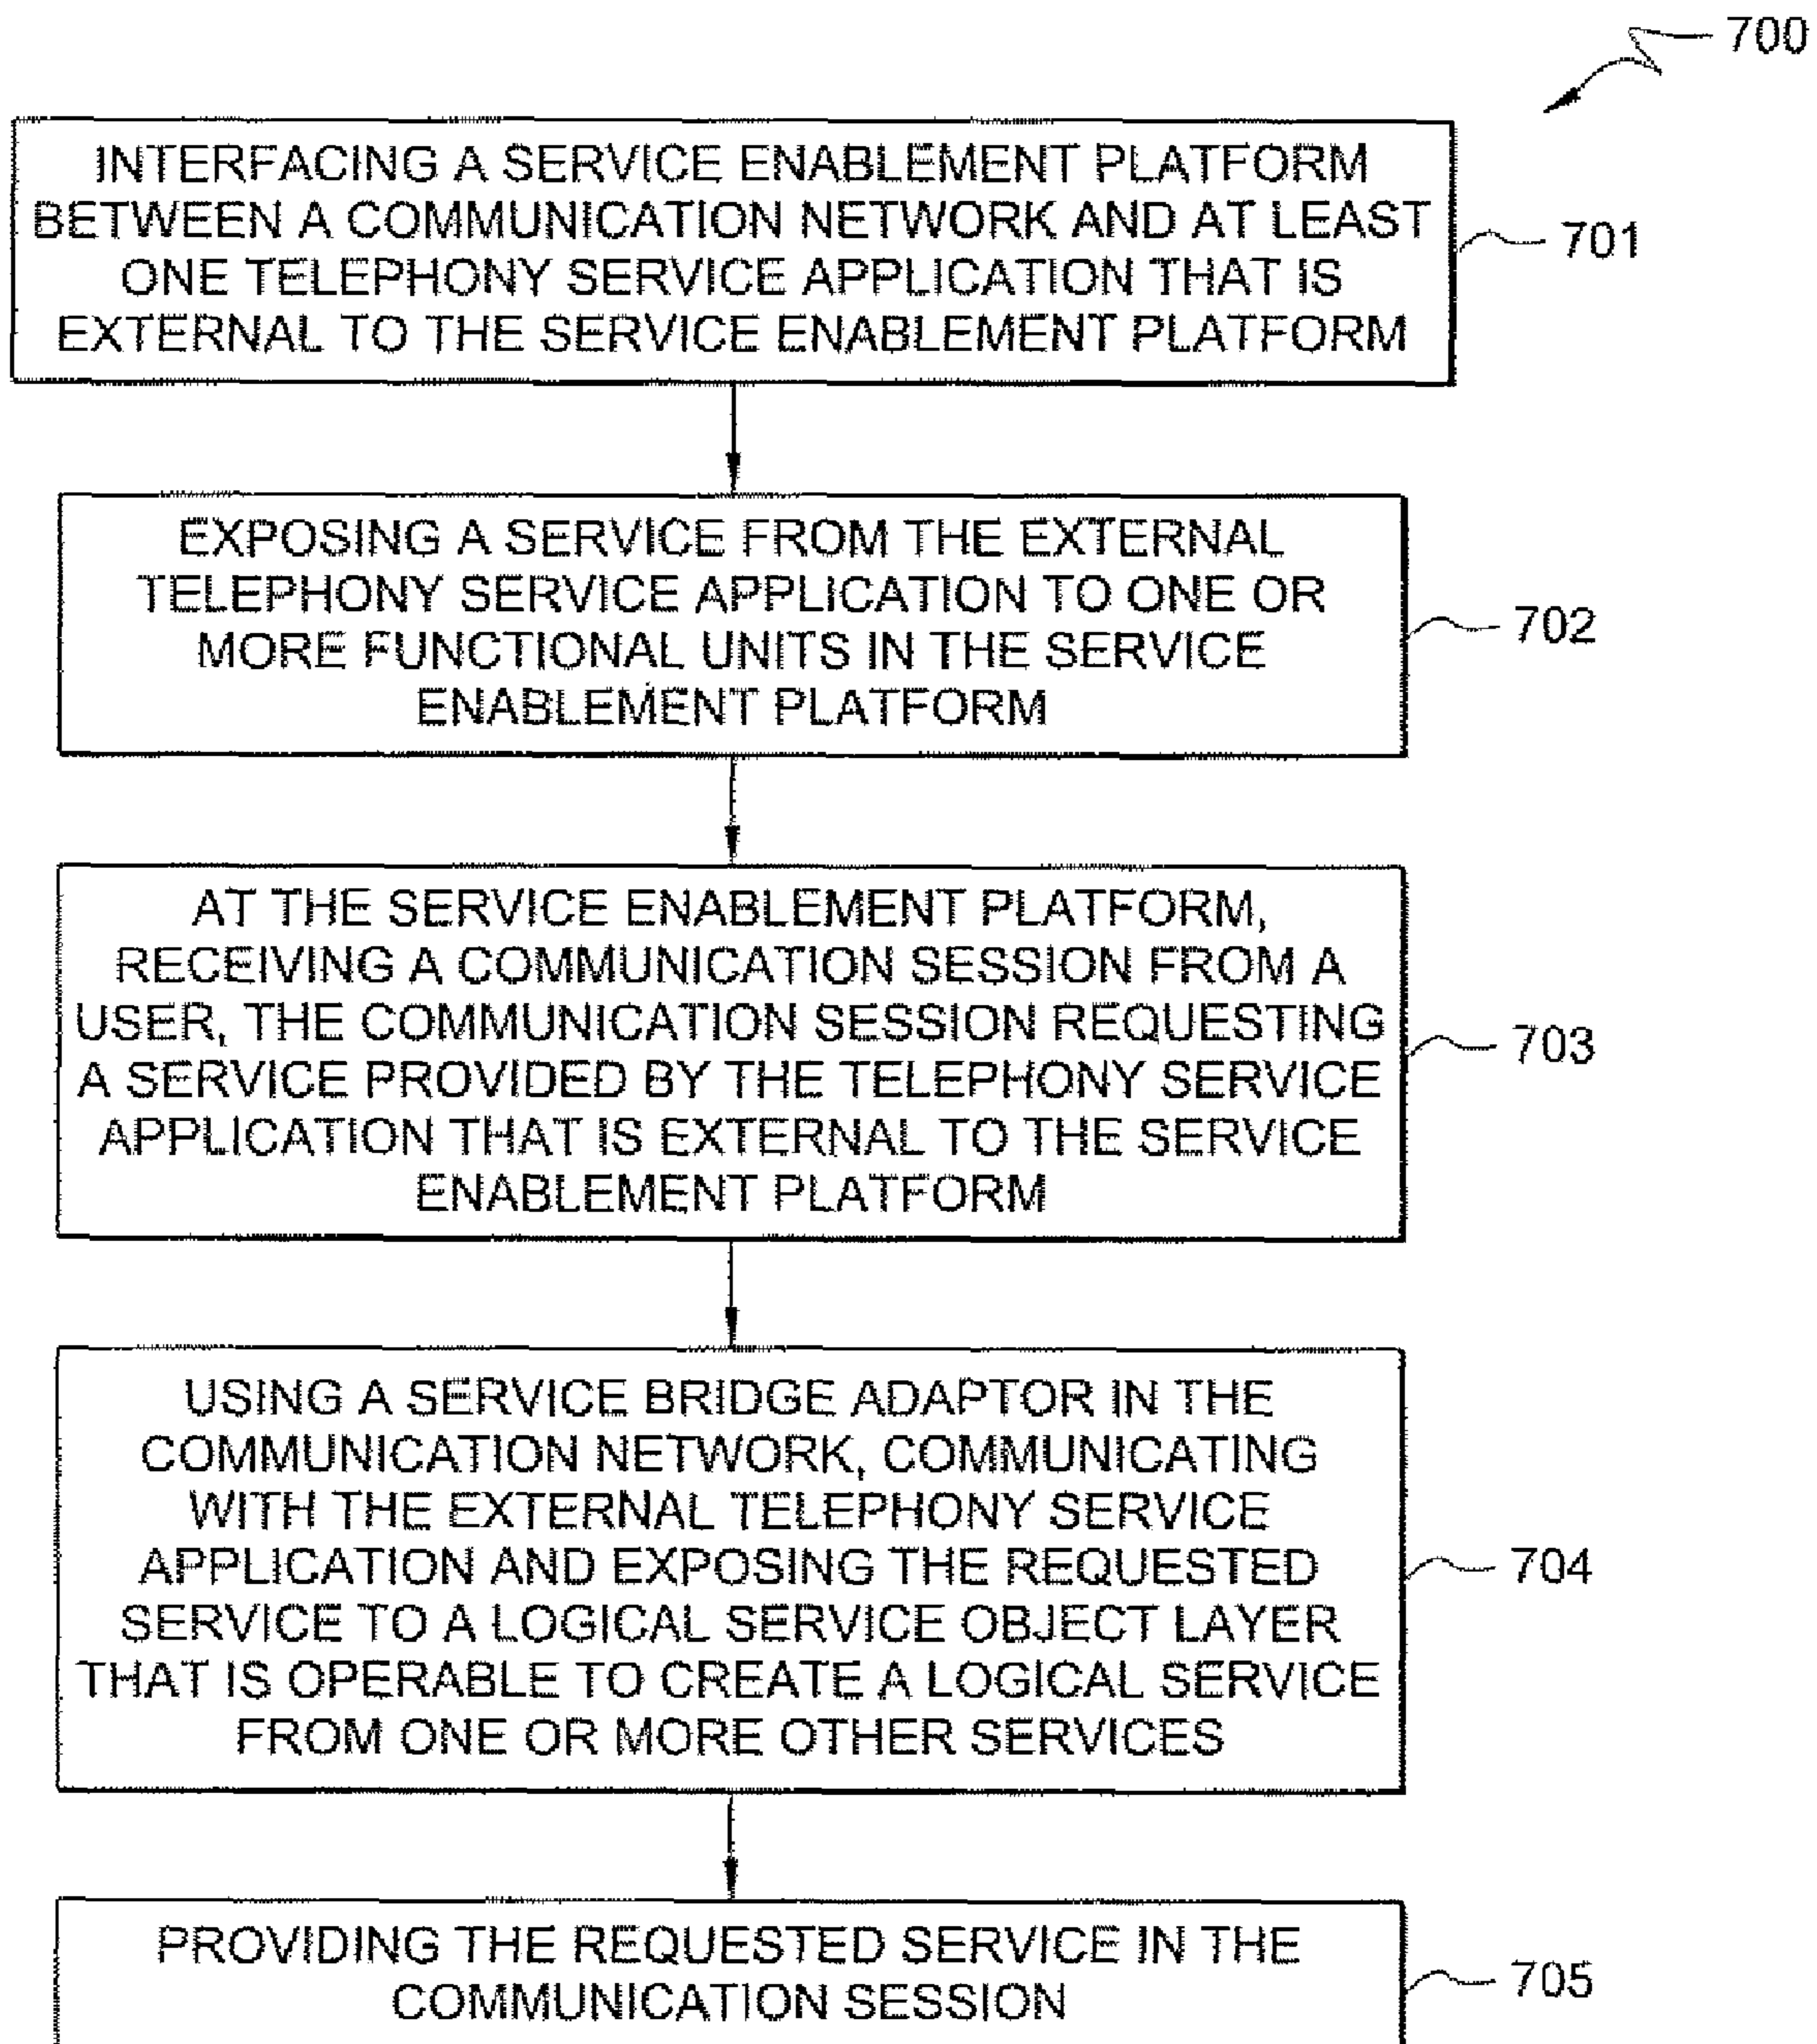 700
INTERFACING A SERVICE ENABLEMENT PLATFORM
BETWEEN A COMMUNICATION NETWORK AND AT LEAST
ONE TELEPHONY SERVICE APPLICATION THAT IS
EXTERNAL TO THE SERVICE ENABLEMENT PLATFORM
701
EXPOSING A SERVICE FROM THE EXTERNAL
TELEPHONY SERVICE APPLICATION TO ONE OR
MORE FUNCTIONAL UNITS IN THE SERVICE
ENABLEMENT PLATFORM
702
AT THE SERVICE ENABLEMENT PLATFORM,
RECEIVING A COMMUNICATION SESSION FROM A
USER, THE COMMUNICATION SESSION REQUESTING
A SERVICE PROVIDED BY THE TELEPHONY SERVICE
APPLICATION THAT IS EXTERNAL TO THE SERVICE
ENABLEMENT PLATFORM
703
USING A SERVICE BRIDGE ADAPTOR IN THE
COMMUNICATION NETWORK, COMMUNICATING
WITH THE EXTERNAL TELEPHONY SERVICE
APPLICATION AND EXPOSING THE REQUESTED
SERVICE TO A LOGICAL SERVICE OBJECT LAYER
THAT IS OPERABLE TO CREATE A LOGICAL SERVICE
FROM ONE OR MORE OTHER SERVICES
704
PROVIDING THE REQUESTED SERVICE IN THE
COMMUNICATION SESSION
705